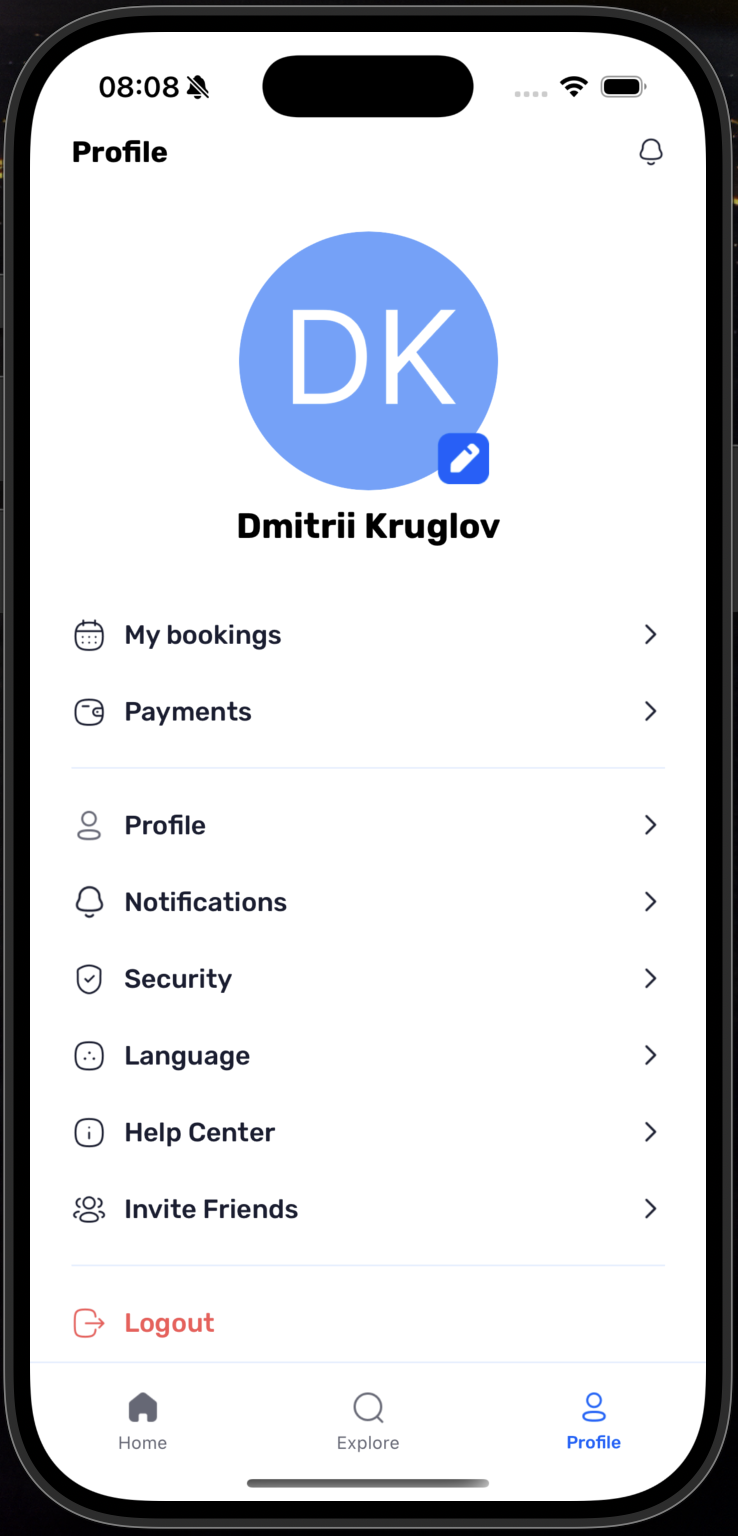 08:08
Profile
DK
Dmitrii Kruglov
My bookings
Payments
Profile
Notifications
Security
Language
Help Center
Invite Friends
Logout
Home
Explore
Profile